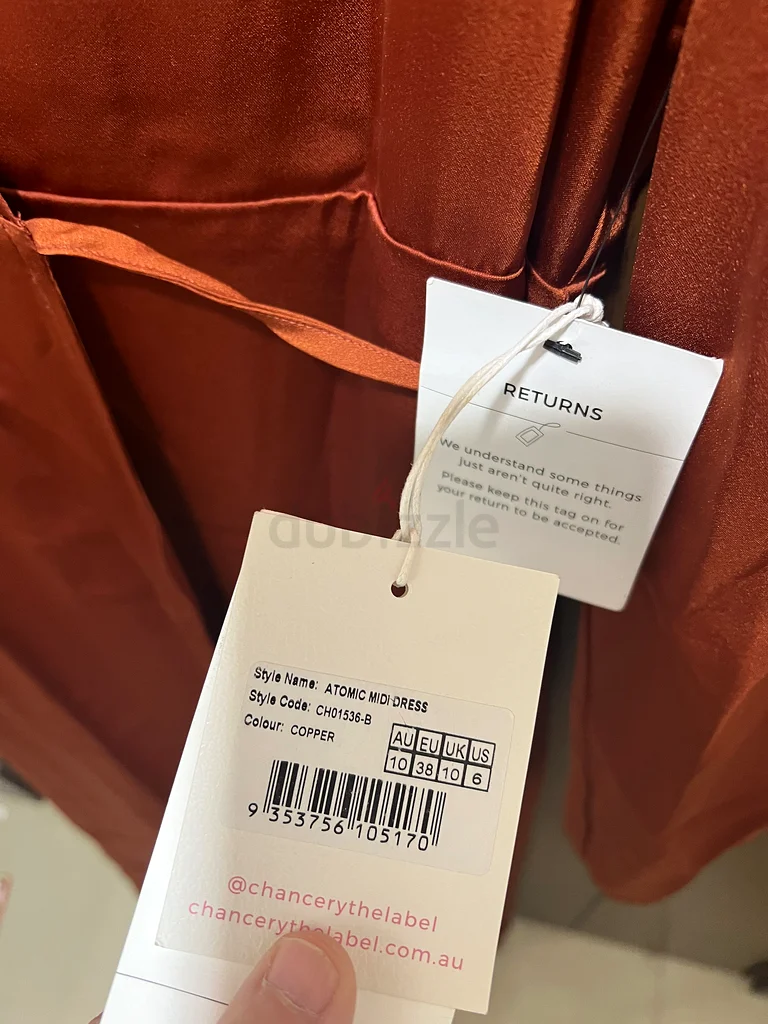 RETURNS
We understand some things
just aren't quite right.
Please keep this tag on for
your return to be accepted.
dubizzle
Style Name: ATOMIC MIDI DRESS
Style Code: CH01536-B
Colour: COPPER
AU EU UK US
10 38 10 6
9 353756 105170
@chancerythelabel
chancerythelabel.com.au